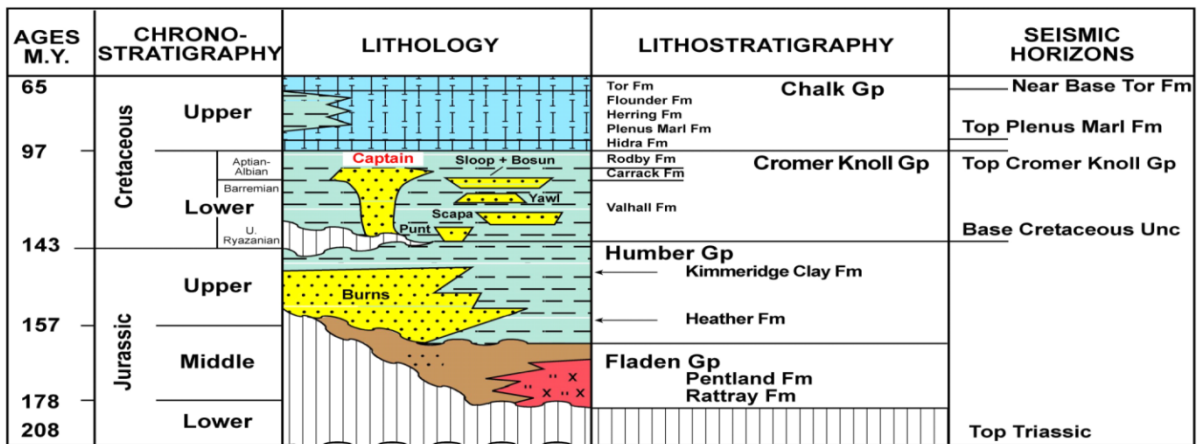 AGES
M.Y.
CHRONO-
STRATIGRAPHY
LITHOLOGY
LITHOSTRATIGRAPHY
SEISMIC
HORIZONS
65
97
143
157
178
208
Cretaceous
Jurassic
Upper
Lower
Aptian-
Albian
Barremian
U.
Ryazanian
Upper
Middle
Lower
Captain
Sloop + Bosun
Yawl
Scapa
Punt
Burns
Tor Fm
Flounder Fm
Herring Fm
Plenus Marl Fm
Hidra Fm
Chalk Gp
Rodby Fm
Carrack Fm
Valhall Fm
Cromer Knoll Gp
Humber Gp
Kimmeridge Clay Fm
Heather Fm
Fladen Gp
Pentland Fm
Rattray Fm
Near Base Tor Fm
Top Plenus Marl Fm
Top Cromer Knoll Gp
Base Cretaceous Unc
Top Triassic